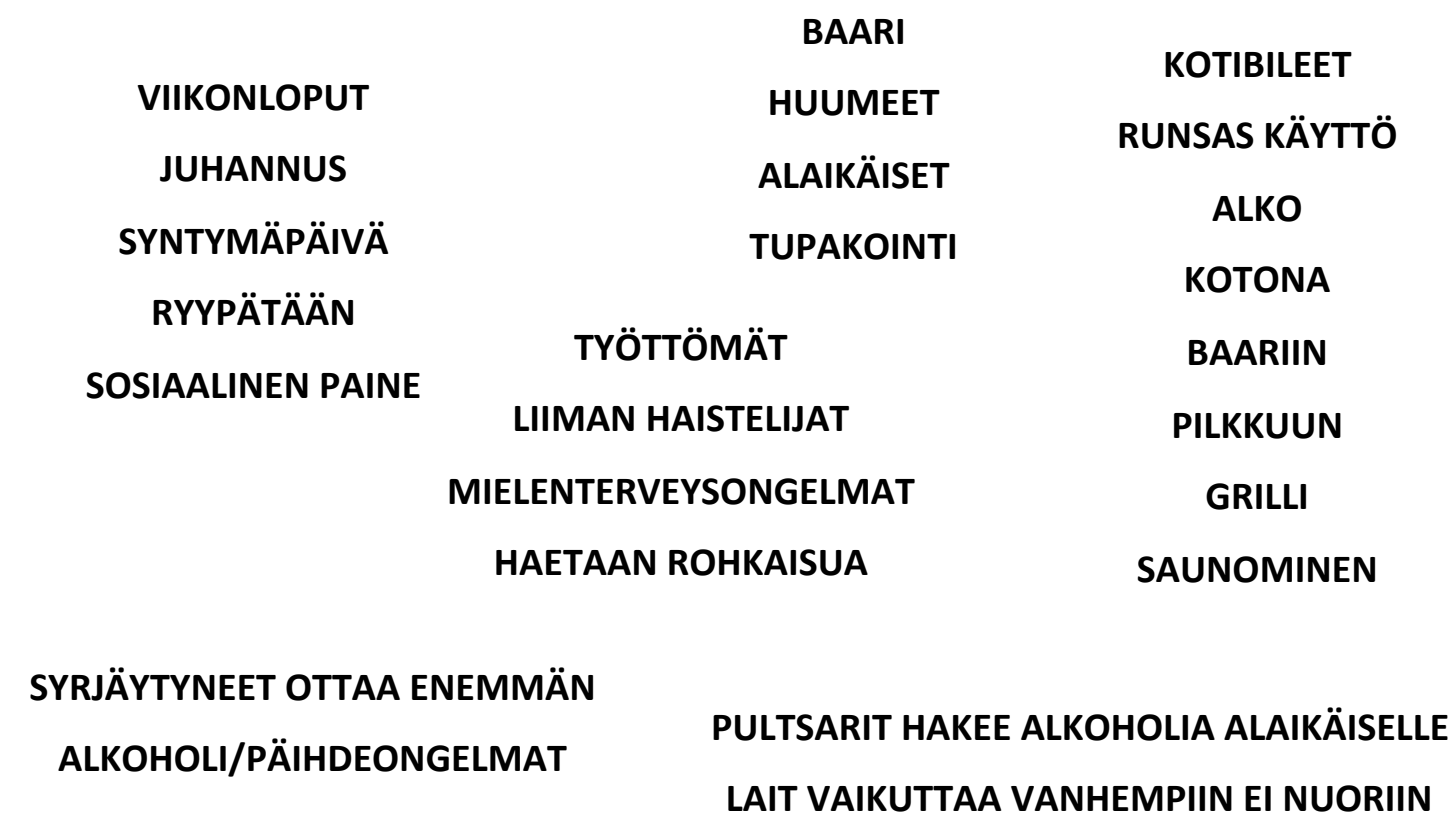 VIIKONLOPUT
JUHANNUS
SYNTYMÄPÄIVÄ
RYYPÄTÄÄN
SOSIAALINEN PAINE
BAARI
HUUMEET
ALAIKÄISET
TUPAKOINTI
KOTIBILEET
RUNSAS KÄYTTÖ
ALKO
KOTONA
BAARIIN
PILKKUUN
GRILLI
SAUNOMINEN
TYÖTTÖMÄT
LIIMAN HAISTELIJAT
MIELENTERVEYSONGELMAT
HAETAAN ROHKAISUA
SYRJÄYTYNEET OTTAA ENEMMÄN
ALKOHOLI/PÄIHDEONGELMAT
PULTSARIT HAKEE ALKOHOLIA ALAIKÄISELLE
LAIT VAIKUTTAA VANHEMPIIN EI NUORIIN